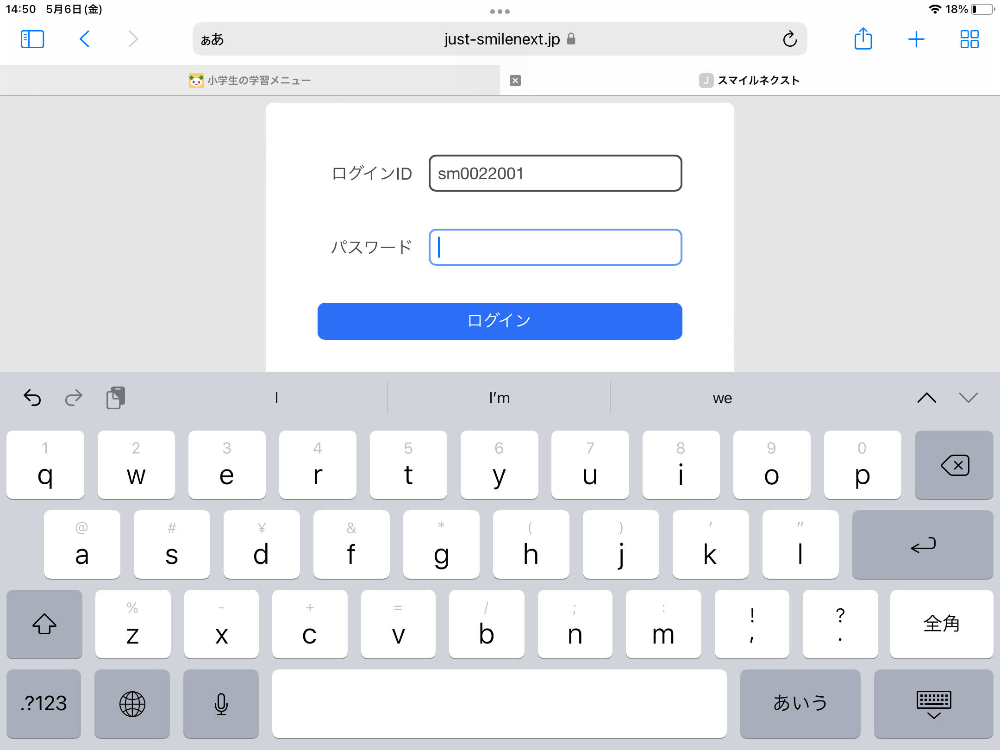 14:50 5月6日(金)
18%
ぁあ just-smilenext.jp
小学生の学習メニュー
J スマイルネクスト
ログインID sm0022001
パスワード
ログイン
I I’m we
1 2 3 4 5 6 7 8 9 0
q w e r t y u i o p
@ # ¥ & * ( ) ’ ”
a s d f g h j k l
% - + = / ; : ! ?
z x c v b n m , . 全角
.?123 あいう